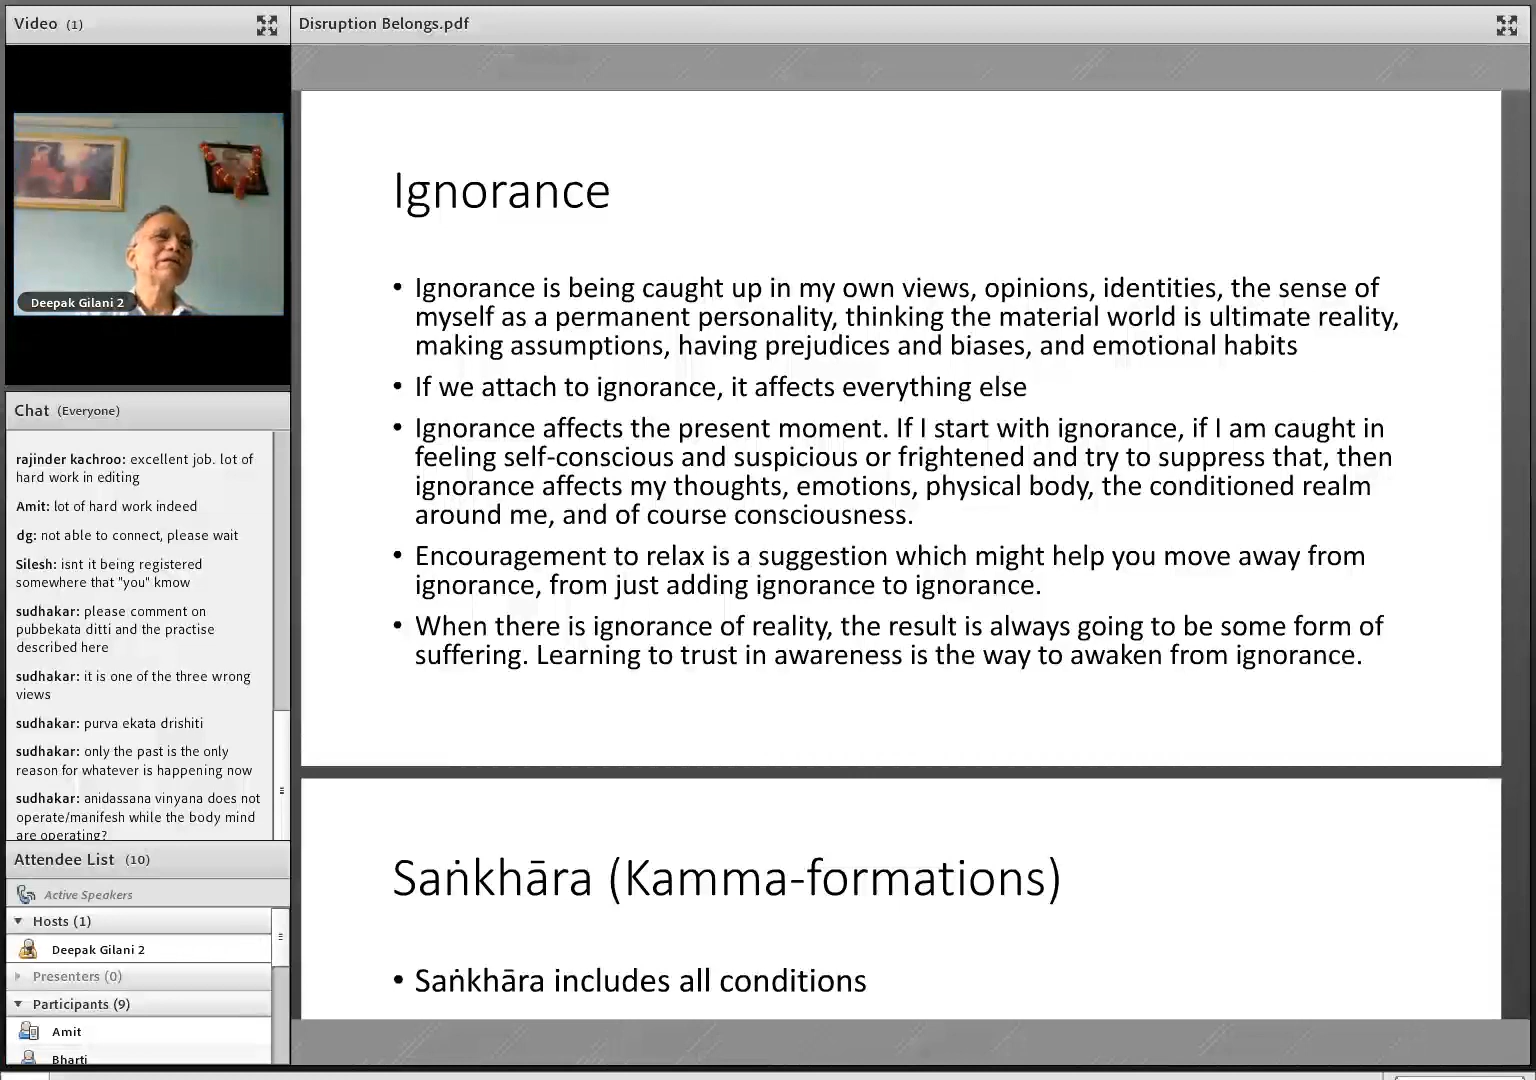 Video (1)
Deepak Gilani 2
Chat (Everyone)
rajinder kachroo: excellent job. lot of
hard work in editing
Amit: lot of hard work indeed
dg: not able to connect, please wait
Silesh: isnt it being registered
somewhere that "you" kmow
sudhakar: please comment on
pubbekata ditti and the practise
described here
sudhakar: it is one of the three wrong
views
sudhakar: purva ekata drishiti
sudhakar: only the past is the only
reason for whatever is happening now
sudhakar: anidassana vinyana does not
operate/manifesh while the body mind
are operating?
Attendee List (10)
Active Speakers
Hosts (1)
Deepak Gilani 2
Presenters (0)
Participants (9)
Amit
Bharti
Disruption Belongs.pdf
Ignorance
• Ignorance is being caught up in my own views, opinions, identities, the sense of
myself as a permanent personality, thinking the material world is ultimate reality,
making assumptions, having prejudices and biases, and emotional habits
• If we attach to ignorance, it affects everything else
• Ignorance affects the present moment. If I start with ignorance, if I am caught in
feeling self-conscious and suspicious or frightened and try to suppress that, then
ignorance affects my thoughts, emotions, physical body, the conditioned realm
around me, and of course consciousness.
• Encouragement to relax is a suggestion which might help you move away from
ignorance, from just adding ignorance to ignorance.
• When there is ignorance of reality, the result is always going to be some form of
suffering. Learning to trust in awareness is the way to awaken from ignorance.
Saṅkhāra (Kamma-formations)
• Saṅkhāra includes all conditions